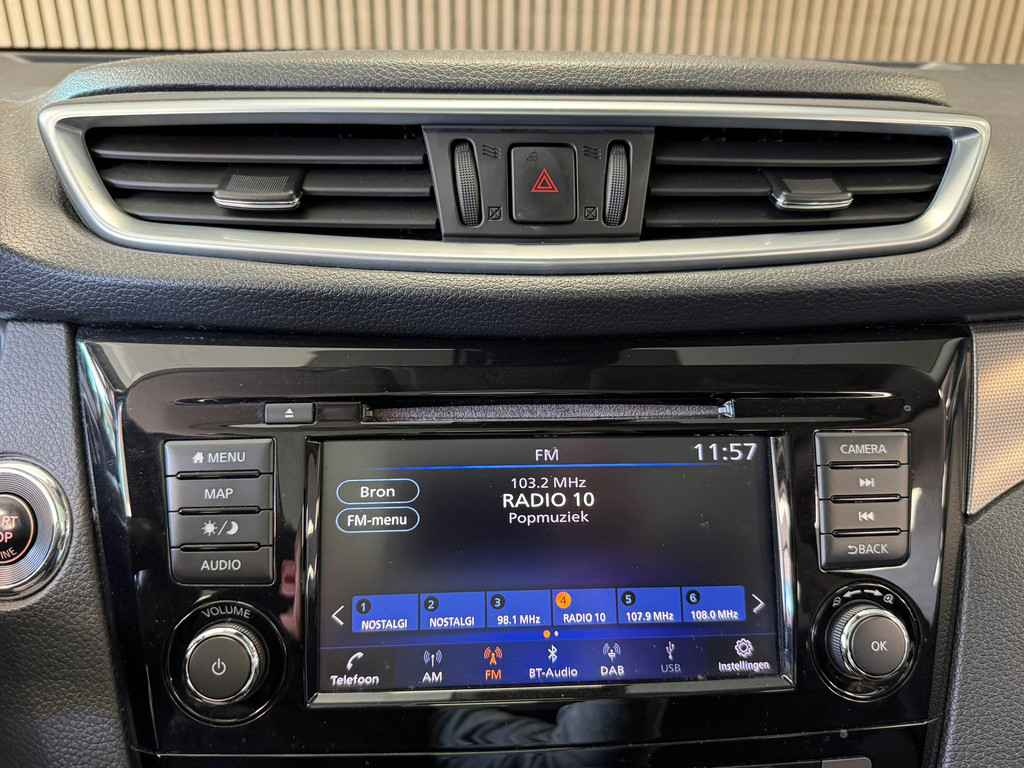 MENU
MAP
AUDIO
VOLUME
FM
11:57
103.2 MHz
RADIO 10
Popmuziek
Bron
FM-menu
1 NOSTALGI
2 NOSTALGI
3 98.1 MHz
4 RADIO 10
5 107.9 MHz
6 108.0 MHz
Telefoon
AM
FM
BT-Audio
DAB
USB
Instellingen
CAMERA
BACK
OK